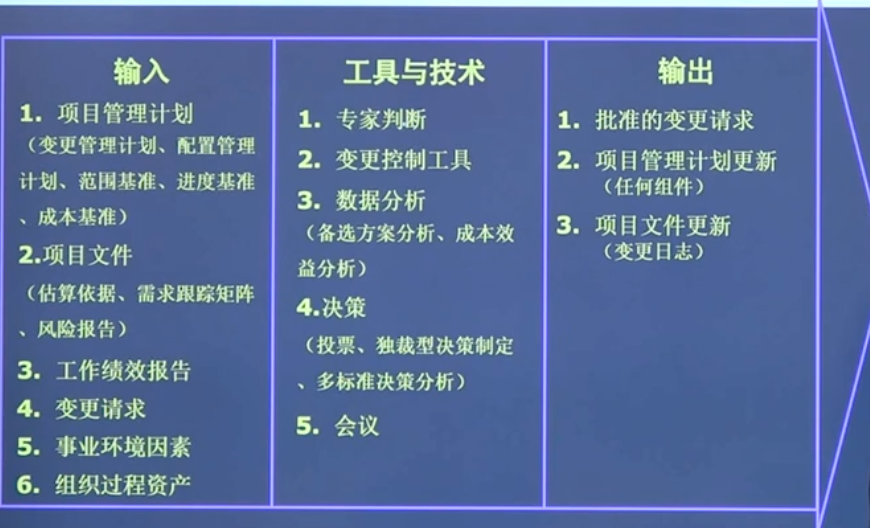 输入
1. 项目管理计划
（变更管理计划、配置管理
计划、范围基准、进度基准
、成本基准）
2.项目文件
（估算依据、需求跟踪矩阵
、风险报告）
3. 工作绩效报告
4. 变更请求
5. 事业环境因素
6. 组织过程资产
工具与技术
1. 专家判断
2. 变更控制工具
3. 数据分析
（备选方案分析、成本效
益分析）
4.决策
（投票、独裁型决策制定
、多标准决策分析）
5. 会议
输出
1. 批准的变更请求
2. 项目管理计划更新
（任何组件）
3. 项目文件更新
（变更日志）